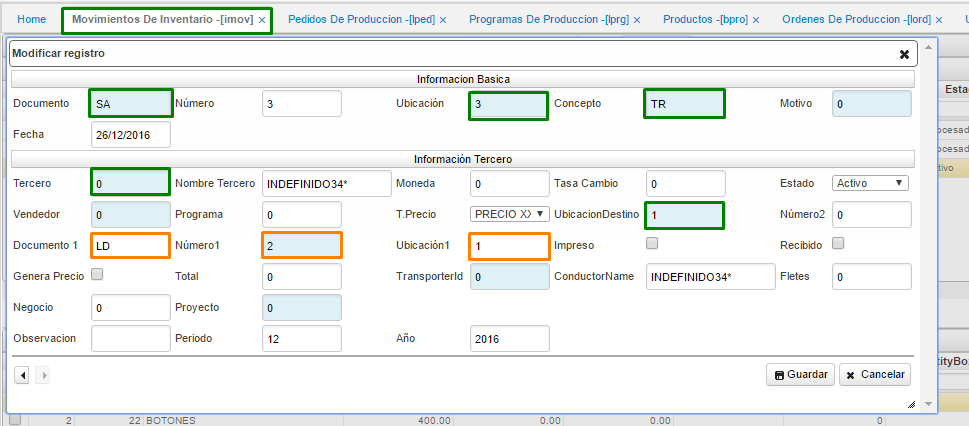 Home Movimientos De Inventario -[imov] × Pedidos De Produccion -[lped] × Programas De Produccion -[lprg] × Productos -[bpro] × Ordenes De Produccion -[lord] ×
Modificar registro
Informacion Basica
Documento SA Número 3 Ubicación 3 Concepto TR Motivo 0
Fecha 26/12/2016
Información Tercero
Tercero 0 Nombre Tercero INDEFINIDO34* Moneda 0 Tasa Cambio 0 Estado Activo
Vendedor 0 Programa 0 T.Precio PRECIO XX UbicacionDestino 1 Número2 0
Documento 1 LD Número1 2 Ubicación1 1 Impreso Recibido
Genera Precio Total 0 TransporterId 0 ConductorName INDEFINIDO34* Fletes 0
Negocio 0 Proyecto 0
Observacion Periodo 12 Año 2016
Guardar Cancelar
2 22 BOTONES 400.00 0.00 0.00 0